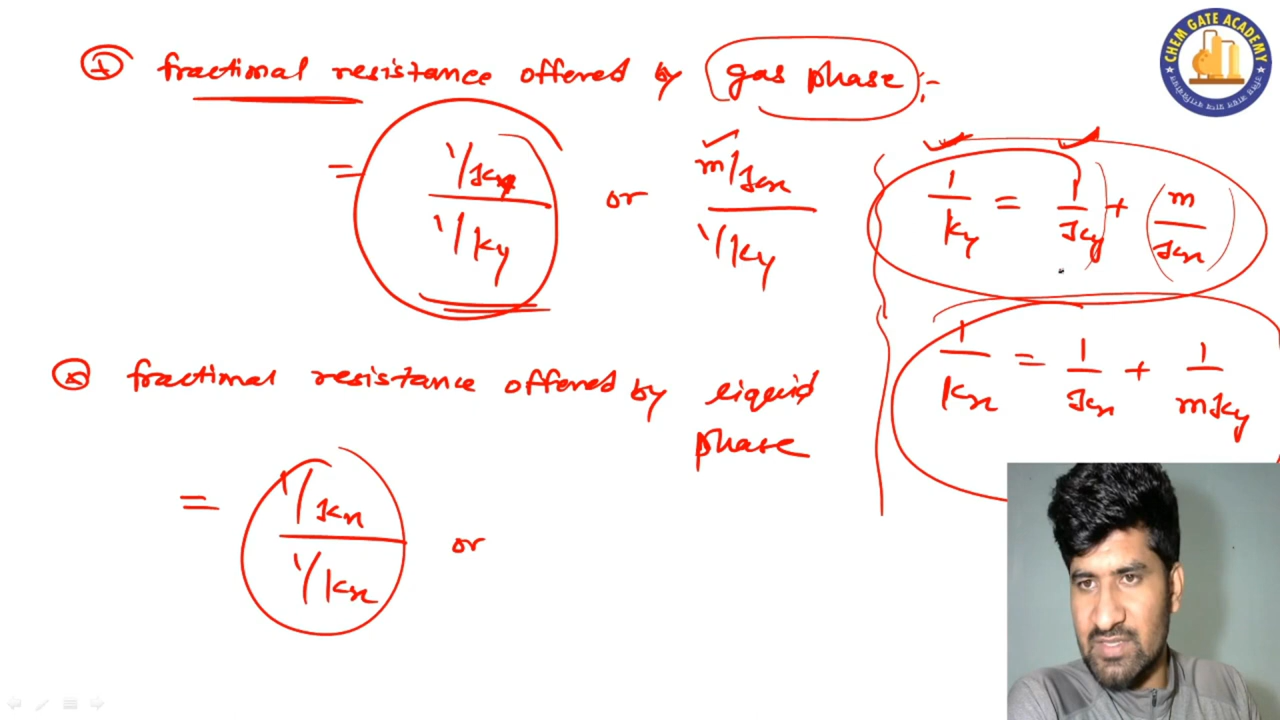 ① fractional resistance offered by gas phase :-
= 1/ky / 1/Ky or m/kx / 1/Ky
1/Ky = 1/ky + m/kx
1/Kx = 1/kx + 1/mky
② fractional resistance offered by liquid
phase
= 1/kx / 1/Kx or
CHEM GATE ACADEMY